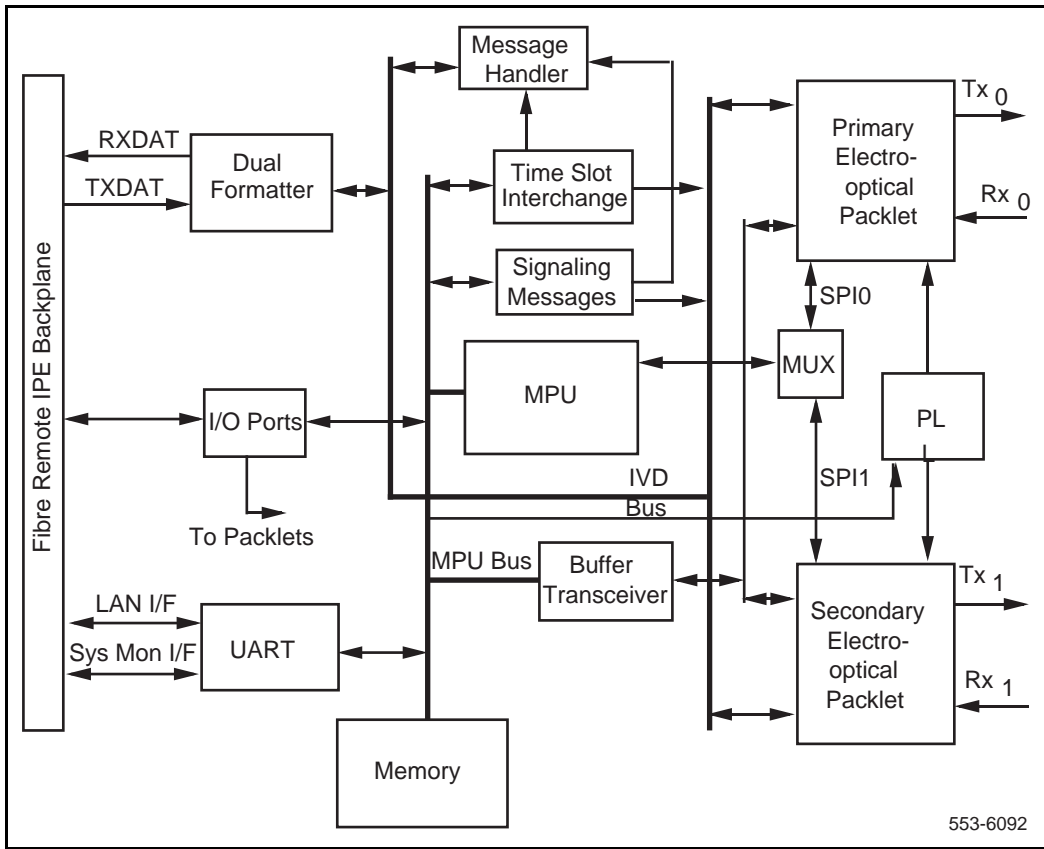 Message
Handler
Tx 0
RXDAT
TXDAT
Dual
Formatter
Time Slot
Interchange
Primary
Electro-
optical
Packlet
Rx 0
Signaling
Messages
SPI0
Fibre Remote IPE Backplane
MPU
MUX
I/O Ports
PL
L
To Packlets
IVD
Bus
SPI1
MPU Bus
Buffer
Transceiver
LAN I/F
Sys Mon I/F
UART
Secondary
Electro-
optical
Packlet
Tx 1
Rx 1
Memory
553-6092